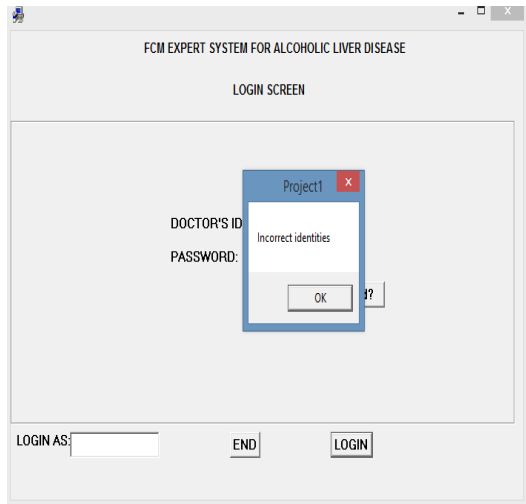 FCM EXPERT SYSTEM FOR ALCOHOLIC LIVER DISEASE
LOGIN SCREEN
Project1
X
DOCTOR'S ID
Incorrect identities
PASSWORD:
OK
?
LOGIN AS:
END
LOGIN